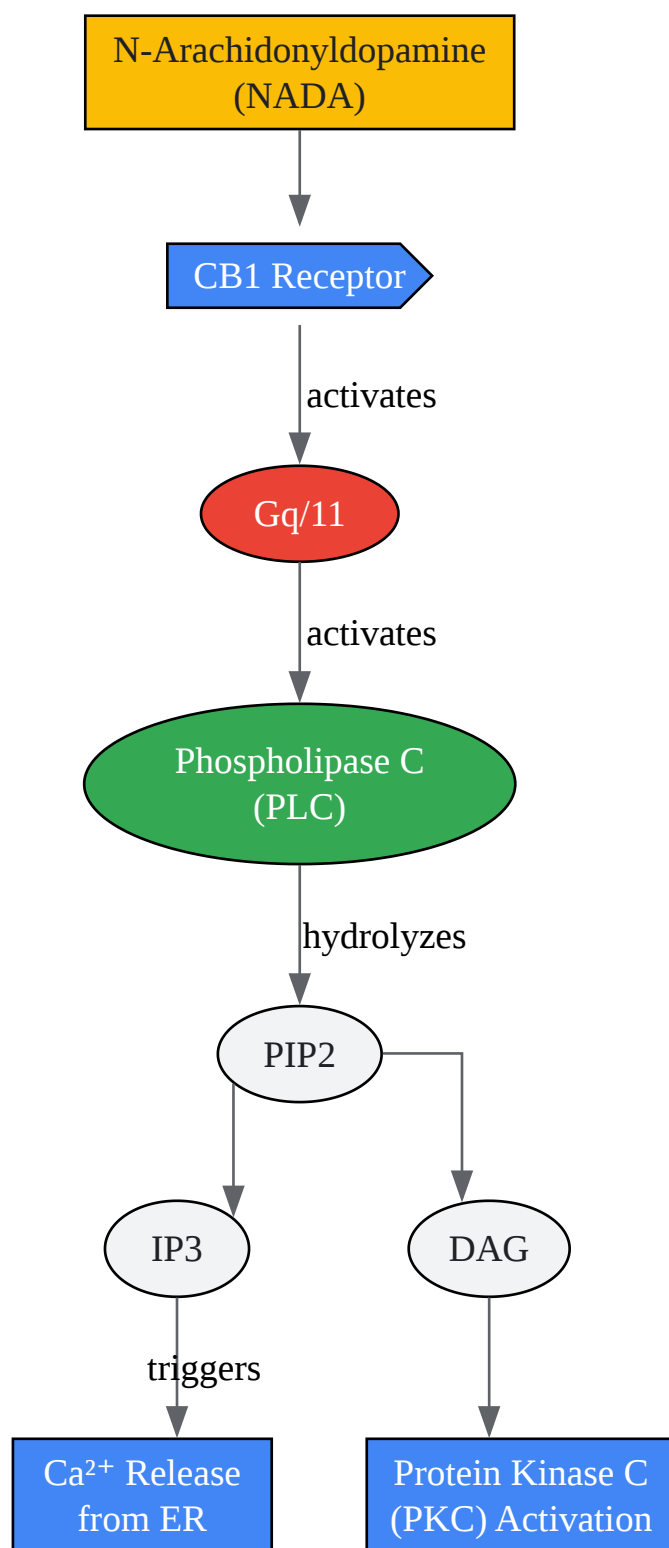 N-Arachidonyldopamine
(NADA)
CB1 Receptor
activates
Gq/11
activates
Phospholipase C
(PLC)
hydrolyzes
PIP2
IP3
DAG
triggers
Ca²⁺ Release
from ER
Protein Kinase C
(PKC) Activation